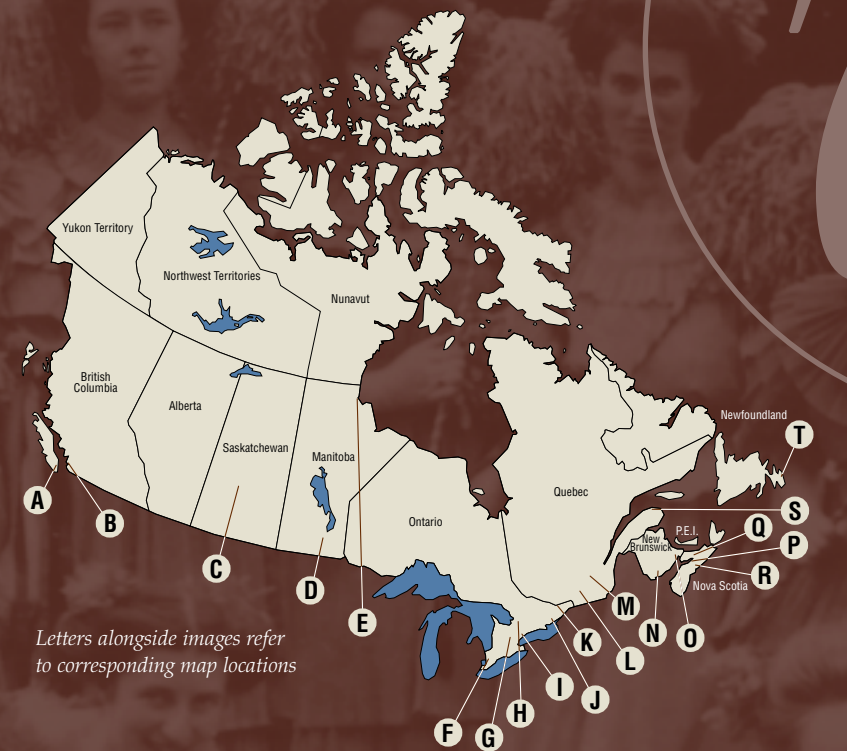 Yukon Territory
Northwest Territories
Nunavut
British
Columbia
Alberta
Saskatchewan
Manitoba
Ontario
Quebec
Newfoundland
T
S
P.E.I.
New
Brunswick
Q
P
R
Nova Scotia
A
B
C
D
E
M
N
O
K
L
I
J
H
F
G
Letters alongside images refer
to corresponding map locations